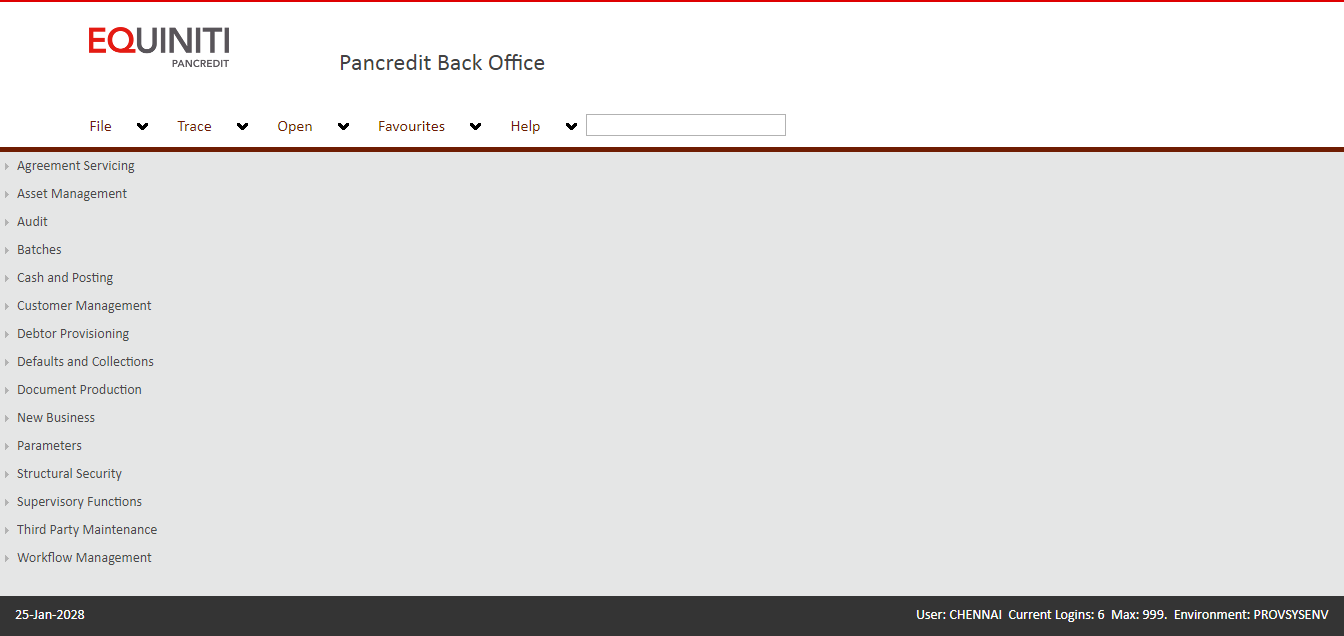 EQUINITI
PANCREDIT
Pancredit Back Office
File Trace Open Favourites Help
Agreement Servicing
Asset Management
Audit
Batches
Cash and Posting
Customer Management
Debtor Provisioning
Defaults and Collections
Document Production
New Business
Parameters
Structural Security
Supervisory Functions
Third Party Maintenance
Workflow Management
25-Jan-2028 User: CHENNAI Current Logins: 6 Max: 999. Environment: PROVSYSENV